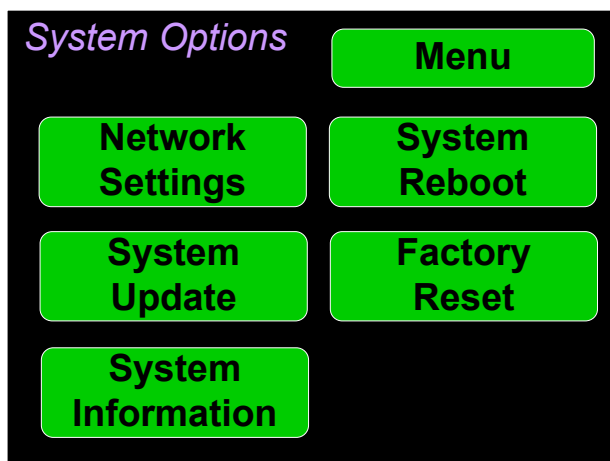 System Options
Menu
Network
Settings
System
Reboot
System
Update
Factory
Reset
System
Information